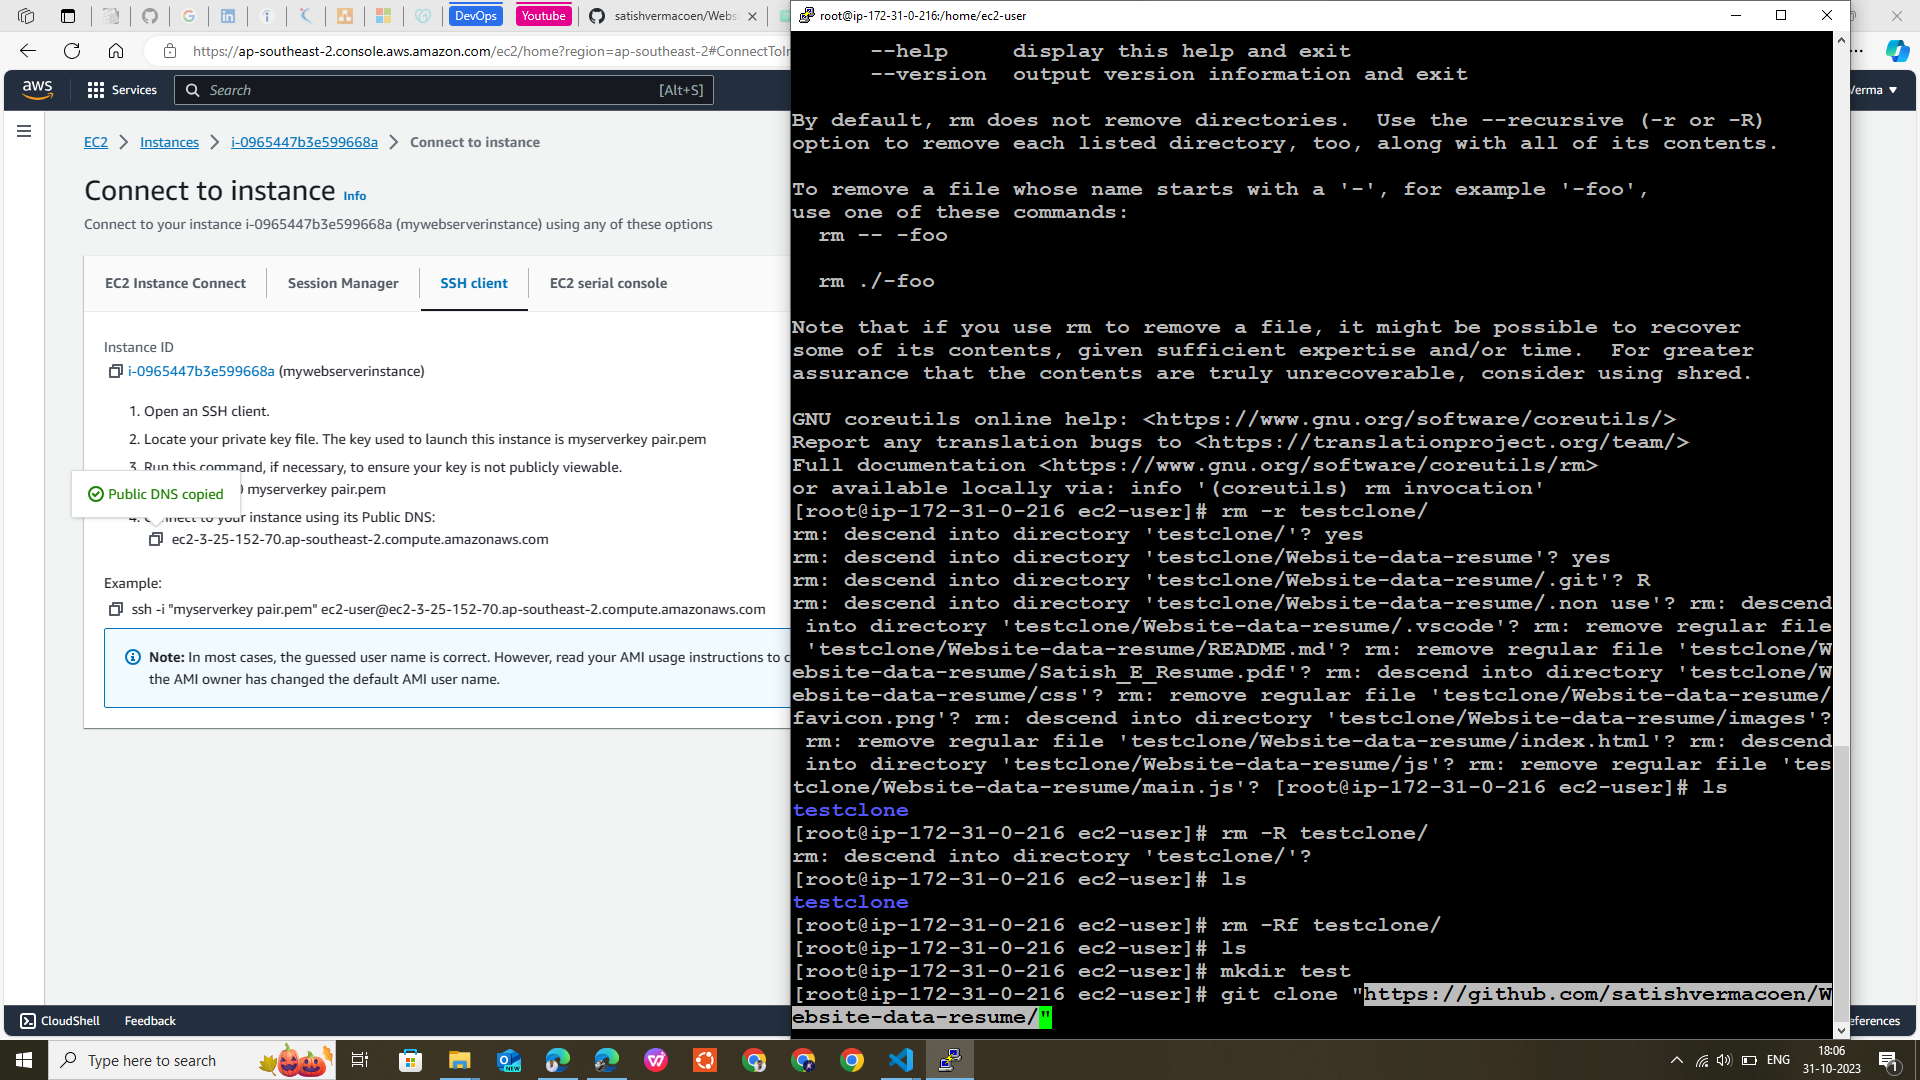 DevOps
Youtube
satishvermacoen/Webs
https://ap-southeast-2.console.aws.amazon.com/ec2/home?region=ap-southeast-2#ConnectToIn
aws
Services
Search
[Alt+S]
Verma
EC2
Instances
i-0965447b3e599668a
Connect to instance
Connect to instance Info
Connect to your instance i-0965447b3e599668a (mywebserverinstance) using any of these options
EC2 Instance Connect
Session Manager
SSH client
EC2 serial console
Instance ID
i-0965447b3e599668a (mywebserverinstance)
1. Open an SSH client.
2. Locate your private key file. The key used to launch this instance is myserverkey pair.pem
3. Run this command, if necessary, to ensure your key is not publicly viewable.
myserverkey pair.pem
Public DNS copied
4. Connect to your instance using its Public DNS:
ec2-3-25-152-70.ap-southeast-2.compute.amazonaws.com
Example:
ssh -i "myserverkey pair.pem" ec2-user@ec2-3-25-152-70.ap-southeast-2.compute.amazonaws.com
Note: In most cases, the guessed user name is correct. However, read your AMI usage instructions to c
the AMI owner has changed the default AMI user name.
CloudShell
Feedback
eferences
root@ip-172-31-0-216:/home/ec2-user
--help     display this help and exit
--version  output version information and exit
By default, rm does not remove directories.  Use the --recursive (-r or -R)
option to remove each listed directory, too, along with all of its contents.
To remove a file whose name starts with a '-', for example '-foo',
use one of these commands:
rm -- -foo
rm ./-foo
Note that if you use rm to remove a file, it might be possible to recover
some of its contents, given sufficient expertise and/or time.  For greater
assurance that the contents are truly unrecoverable, consider using shred.
GNU coreutils online help: <https://www.gnu.org/software/coreutils/>
Report any translation bugs to <https://translationproject.org/team/>
Full documentation <https://www.gnu.org/software/coreutils/rm>
or available locally via: info '(coreutils) rm invocation'
[root@ip-172-31-0-216 ec2-user]# rm -r testclone/
rm: descend into directory 'testclone/'? yes
rm: descend into directory 'testclone/Website-data-resume'? yes
rm: descend into directory 'testclone/Website-data-resume/.git'? R
rm: descend into directory 'testclone/Website-data-resume/.non use'? rm: descend
into directory 'testclone/Website-data-resume/.vscode'? rm: remove regular file
'testclone/Website-data-resume/README.md'? rm: remove regular file 'testclone/W
ebsite-data-resume/Satish_E_Resume.pdf'? rm: descend into directory 'testclone/W
ebsite-data-resume/css'? rm: remove regular file 'testclone/Website-data-resume/
favicon.png'? rm: descend into directory 'testclone/Website-data-resume/images'?
rm: remove regular file 'testclone/Website-data-resume/index.html'? rm: descend
into directory 'testclone/Website-data-resume/js'? rm: remove regular file 'tes
tclone/Website-data-resume/main.js'? [root@ip-172-31-0-216 ec2-user]# ls
testclone
[root@ip-172-31-0-216 ec2-user]# rm -R testclone/
rm: descend into directory 'testclone/'?
[root@ip-172-31-0-216 ec2-user]# ls
testclone
[root@ip-172-31-0-216 ec2-user]# rm -Rf testclone/
[root@ip-172-31-0-216 ec2-user]# ls
[root@ip-172-31-0-216 ec2-user]# mkdir test
[root@ip-172-31-0-216 ec2-user]# git clone "https://github.com/satishvermacoen/W
ebsite-data-resume/"
Type here to search
ENG
18:06
31-10-2023
1